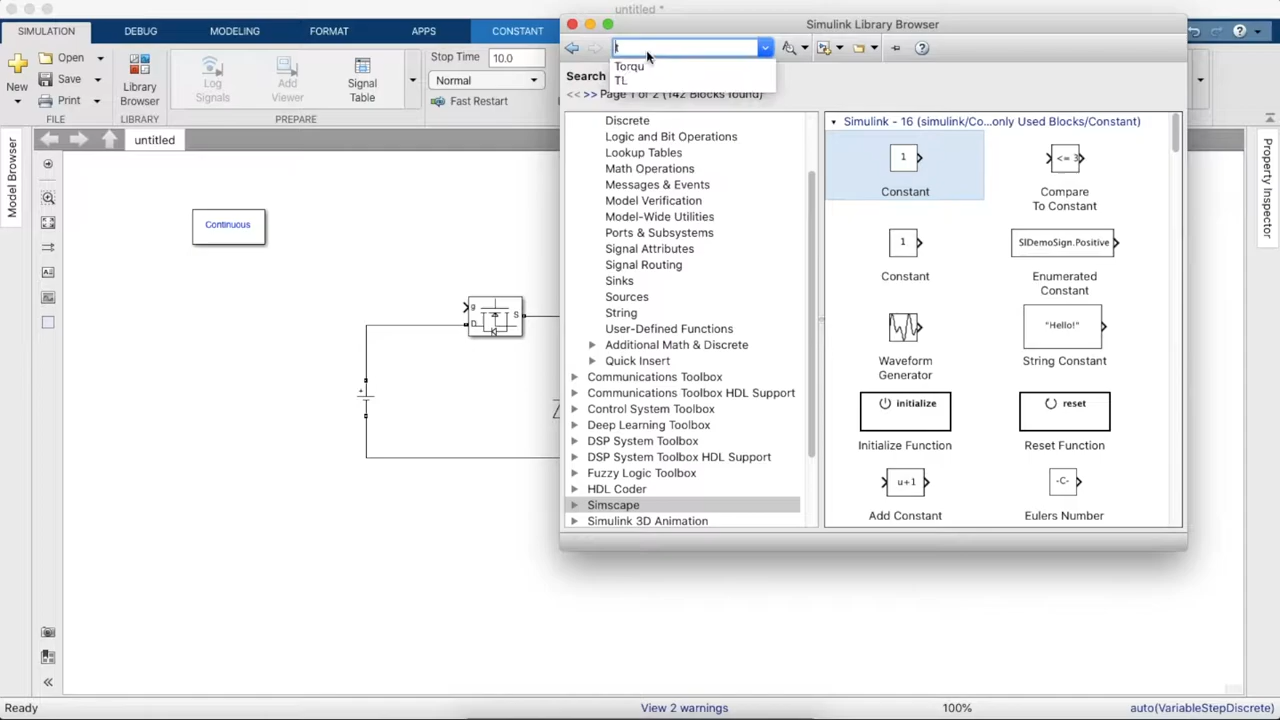 untitled *
SIMULATION
DEBUG
MODELING
FORMAT
APPS
CONSTANT
Simulink Library Browser
New
Open
Save
Print
FILE
Library
Browser
LIBRARY
Log
Signals
Add
Viewer
Signal
Table
PREPARE
Stop Time 10.0
Normal
Fast Restart
t
Torqu
TL
Search
<< >> Page 1 of 2 (142 Blocks found)
untitled
Model Browser
Property Inspector
Continuous
g
D
S
+
Discrete
Logic and Bit Operations
Lookup Tables
Math Operations
Messages & Events
Model Verification
Model-Wide Utilities
Ports & Subsystems
Signal Attributes
Signal Routing
Sinks
Sources
String
User-Defined Functions
Additional Math & Discrete
Quick Insert
Communications Toolbox
Communications Toolbox HDL Support
Control System Toolbox
Deep Learning Toolbox
DSP System Toolbox
DSP System Toolbox HDL Support
Fuzzy Logic Toolbox
HDL Coder
Simscape
Simulink 3D Animation
Simulink - 16 (simulink/Co...only Used Blocks/Constant)
1
Constant
<= 3
Compare
To Constant
1
Constant
SlDemoSign.Positive
Enumerated
Constant
Waveform
Generator
"Hello!"
String Constant
initialize
Initialize Function
reset
Reset Function
u+1
Add Constant
-C-
Eulers Number
Ready
View 2 warnings
100%
auto(VariableStepDiscrete)